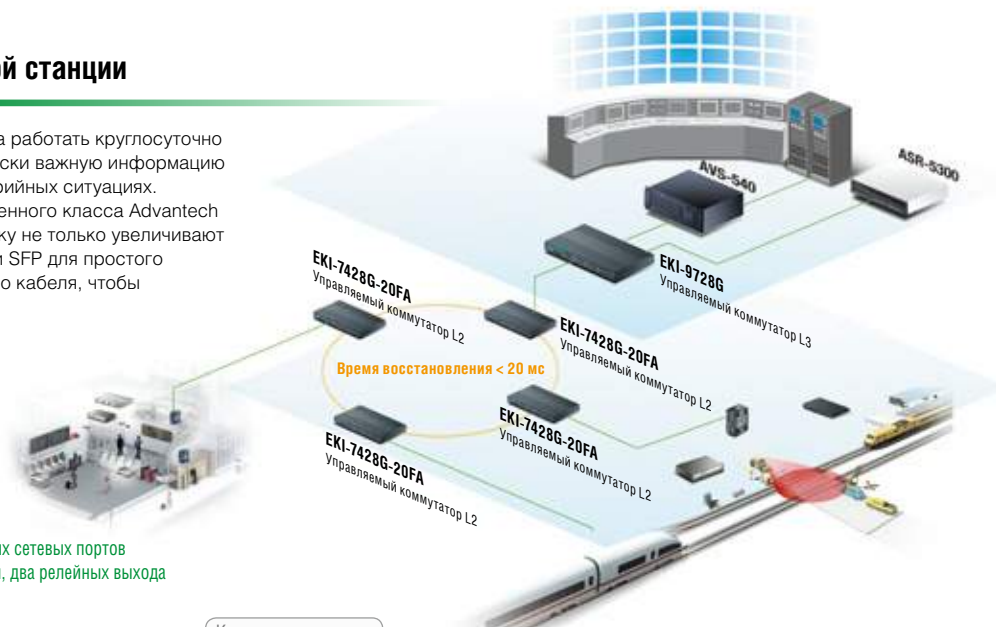 ой станции
а работать круглосуточно
ски важную информацию
рийных ситуациях.
енного класса Advantech
ку не только увеличивают
и SFP для простого
о кабеля, чтобы
AVS-540
ASR-5300
EKI-9728G
Управляемый коммутатор L3
EKI-7428G-20FA
Управляемый коммутатор L2
EKI-7428G-20FA
Управляемый коммутатор L2
Время восстановления < 20 мс
EKI-7428G-20FA
Управляемый коммутатор L2
EKI-7428G-20FA
Управляемый коммутатор L2
их сетевых портов
, два релейных выхода